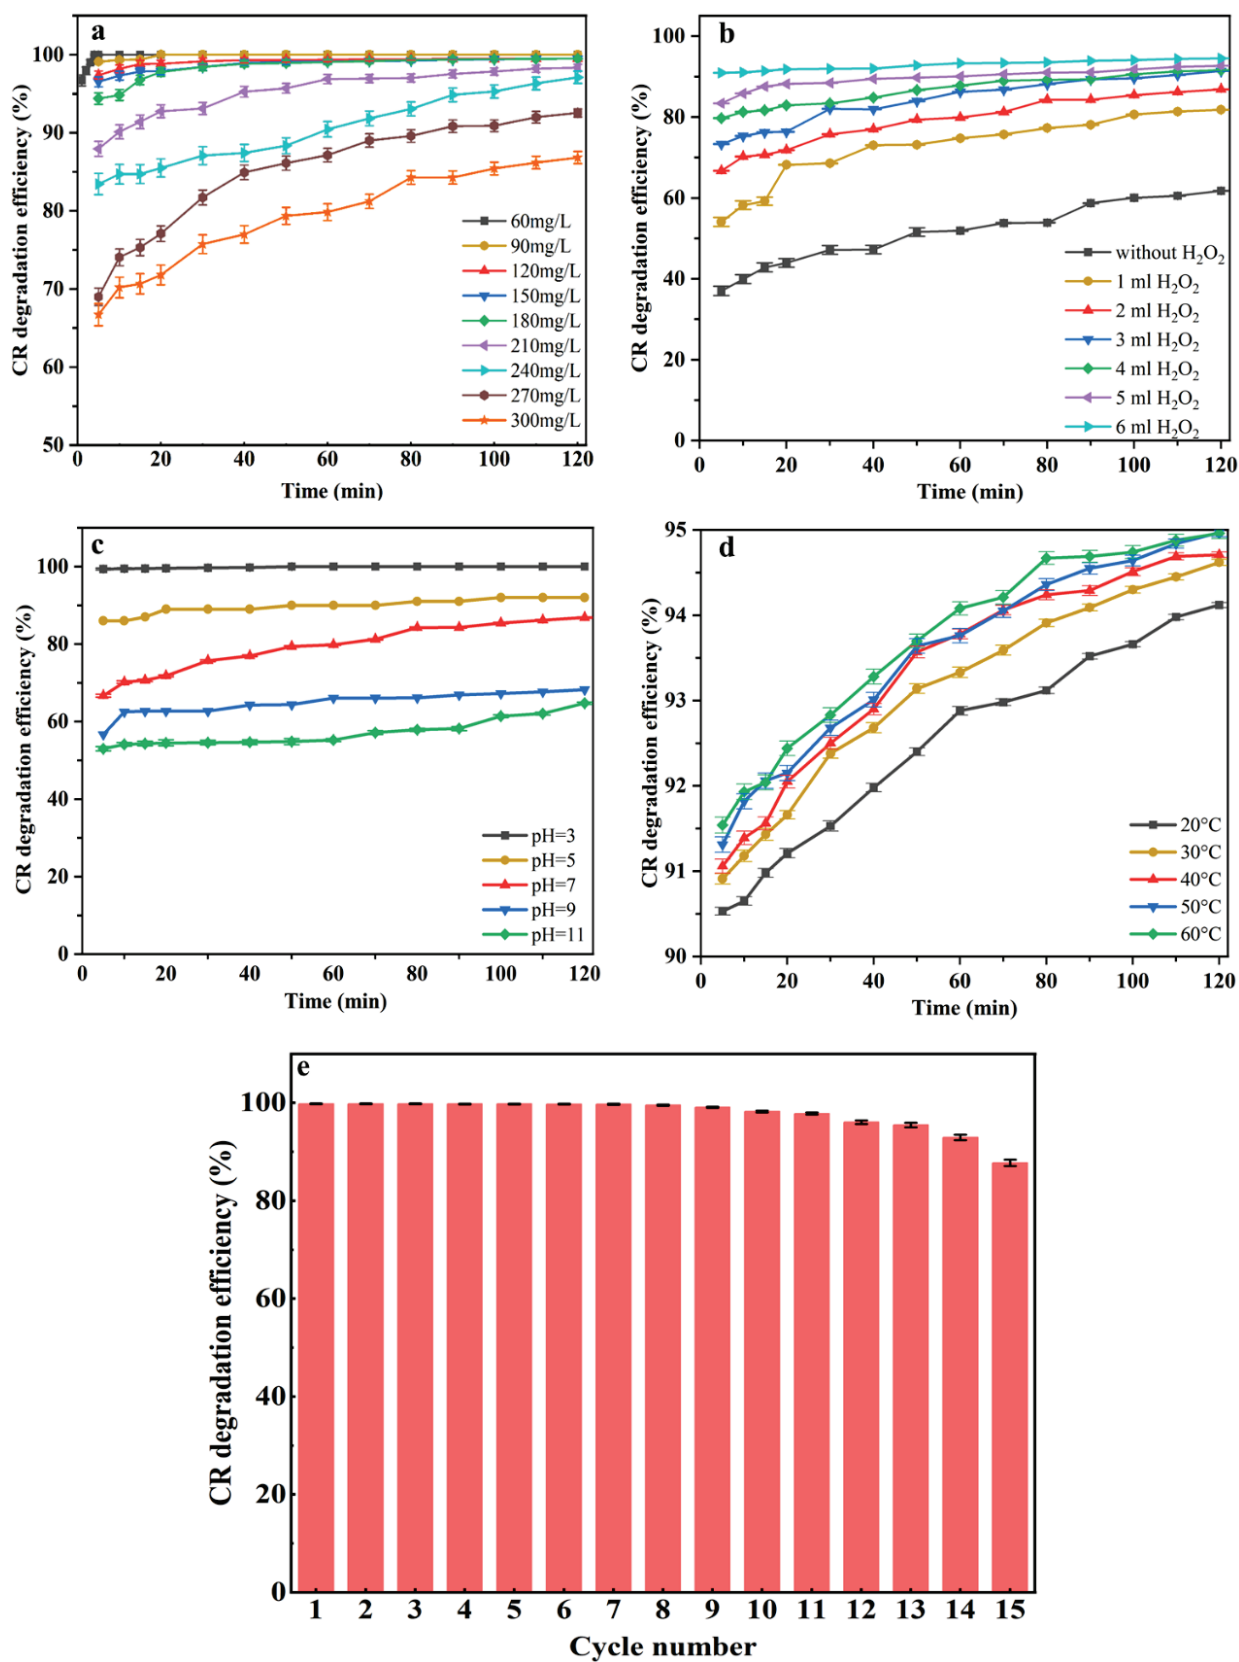 a
CR degradation efficiency (%)
100
90
80
70
60
50
0
20
40
60
80
100
120
Time (min)
60mg/L
90mg/L
120mg/L
150mg/L
180mg/L
210mg/L
240mg/L
270mg/L
300mg/L
b
CR degradation efficiency (%)
100
80
60
40
20
0
0
20
40
60
80
100
120
Time (min)
without H₂O₂
1 ml H₂O₂
2 ml H₂O₂
3 ml H₂O₂
4 ml H₂O₂
5 ml H₂O₂
6 ml H₂O₂
c
CR degradation efficiency (%)
100
80
60
40
20
0
0
20
40
60
80
100
120
Time (min)
pH=3
pH=5
pH=7
pH=9
pH=11
d
CR degradation efficiency (%)
95
94
93
92
91
90
0
20
40
60
80
100
120
Time (min)
20°C
30°C
40°C
50°C
60°C
e
CR degradation efficiency (%)
100
80
60
40
20
0
1 2 3 4 5 6 7 8 9 10 11 12 13 14 15
Cycle number